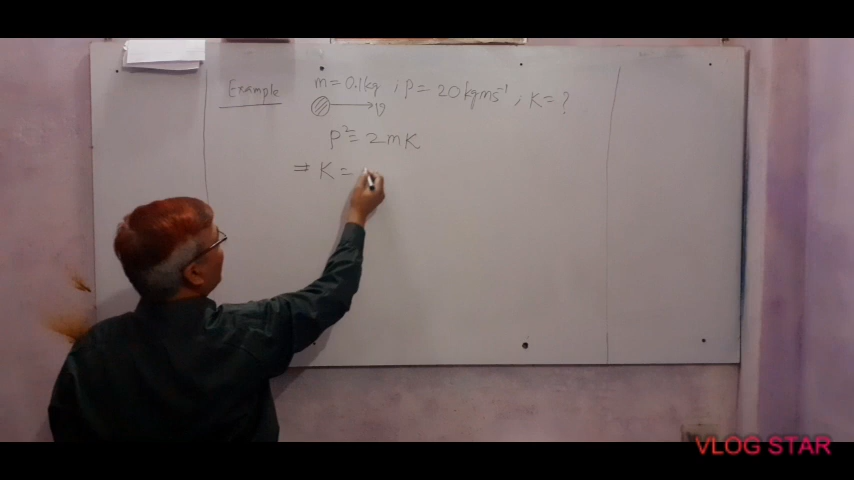 Example m = 0.1kg ; p = 20 kgms⁻¹ , K = ?
v
p² = 2mK
⇒ K =
VLOG STAR